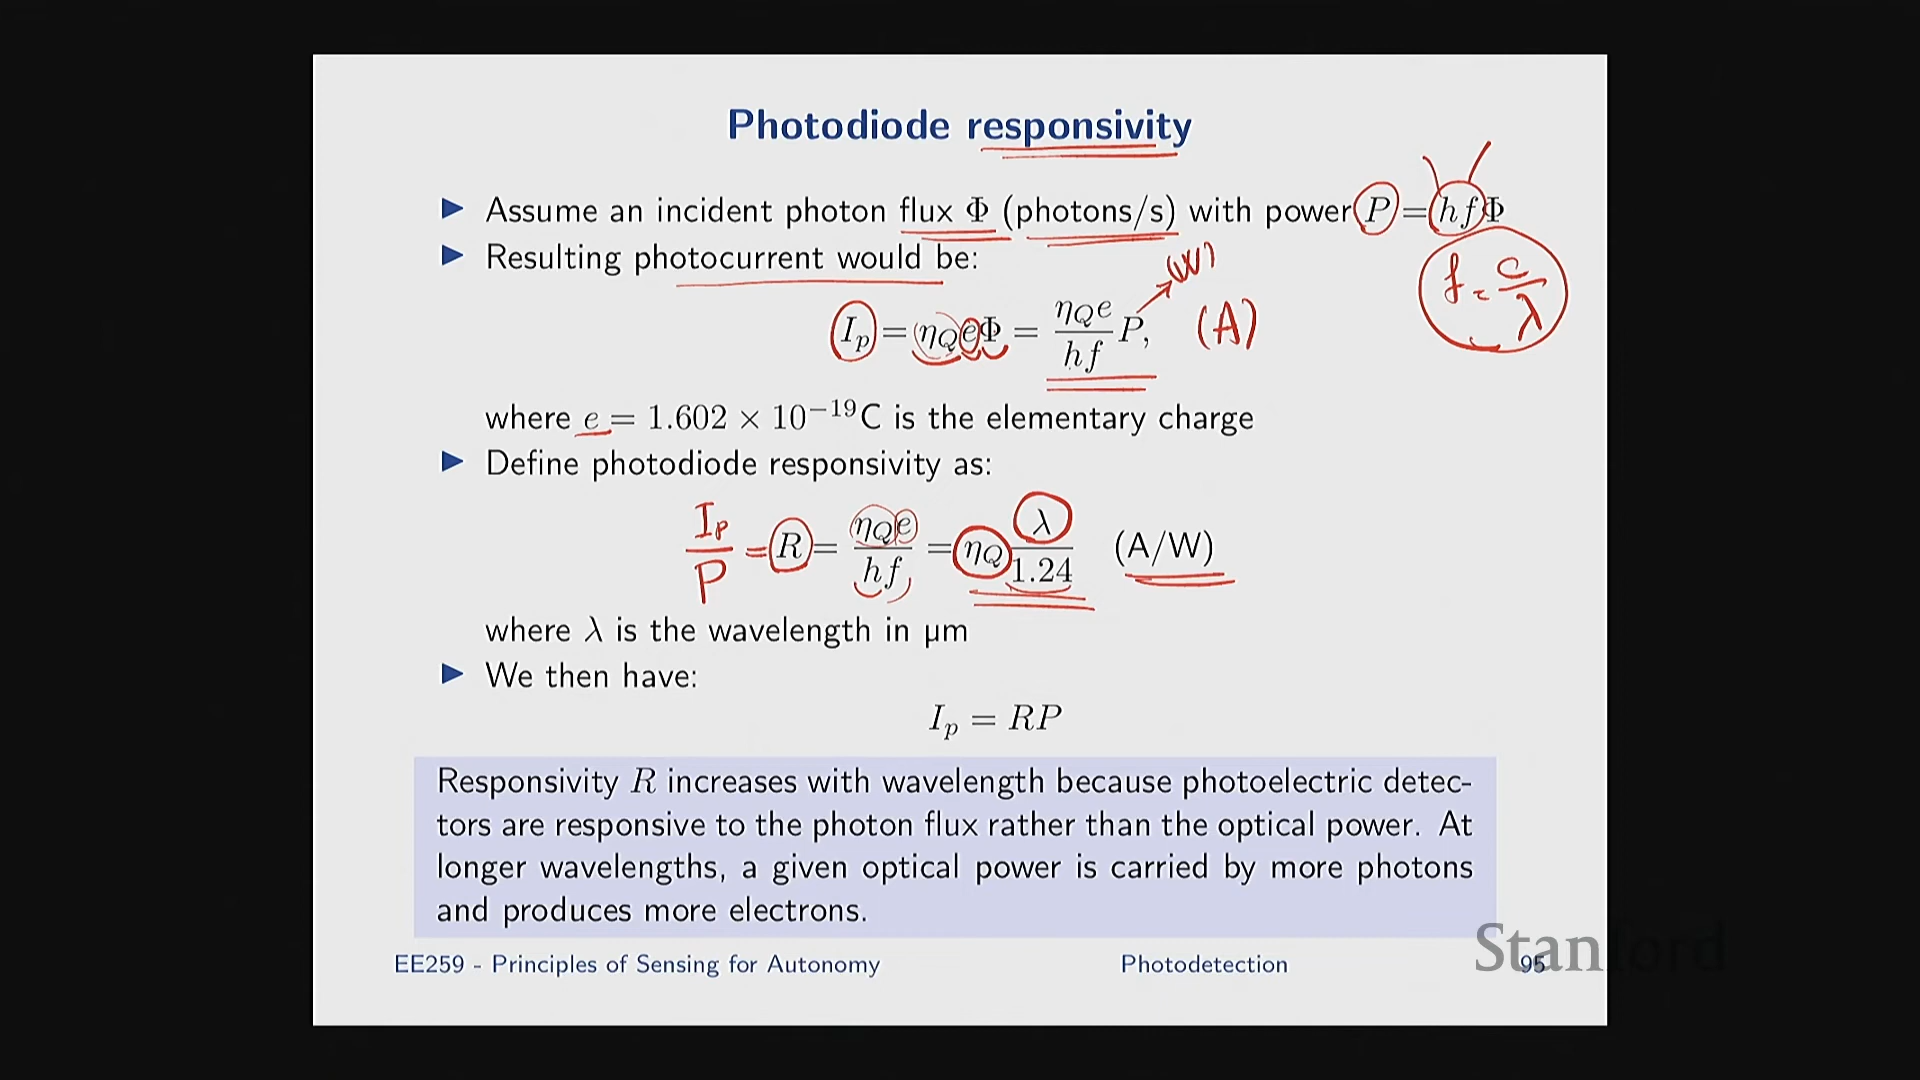 Photodiode responsivity
▶ Assume an incident photon flux Φ (photons/s) with power P = hfΦ
▶ Resulting photocurrent would be:
(W)
f = c/λ
I_p = η_Q e Φ = η_Q e / hf P, (A)
where e = 1.602 × 10^−19 C is the elementary charge
▶ Define photodiode responsivity as:
I_p / P = R = η_Q e / hf = η_Q λ / 1.24 (A/W)
where λ is the wavelength in µm
▶ We then have:
I_p = RP
Responsivity R increases with wavelength because photoelectric detec-
tors are responsive to the photon flux rather than the optical power. At
longer wavelengths, a given optical power is carried by more photons
and produces more electrons.
EE259 - Principles of Sensing for Autonomy Photodetection 95
Stanford